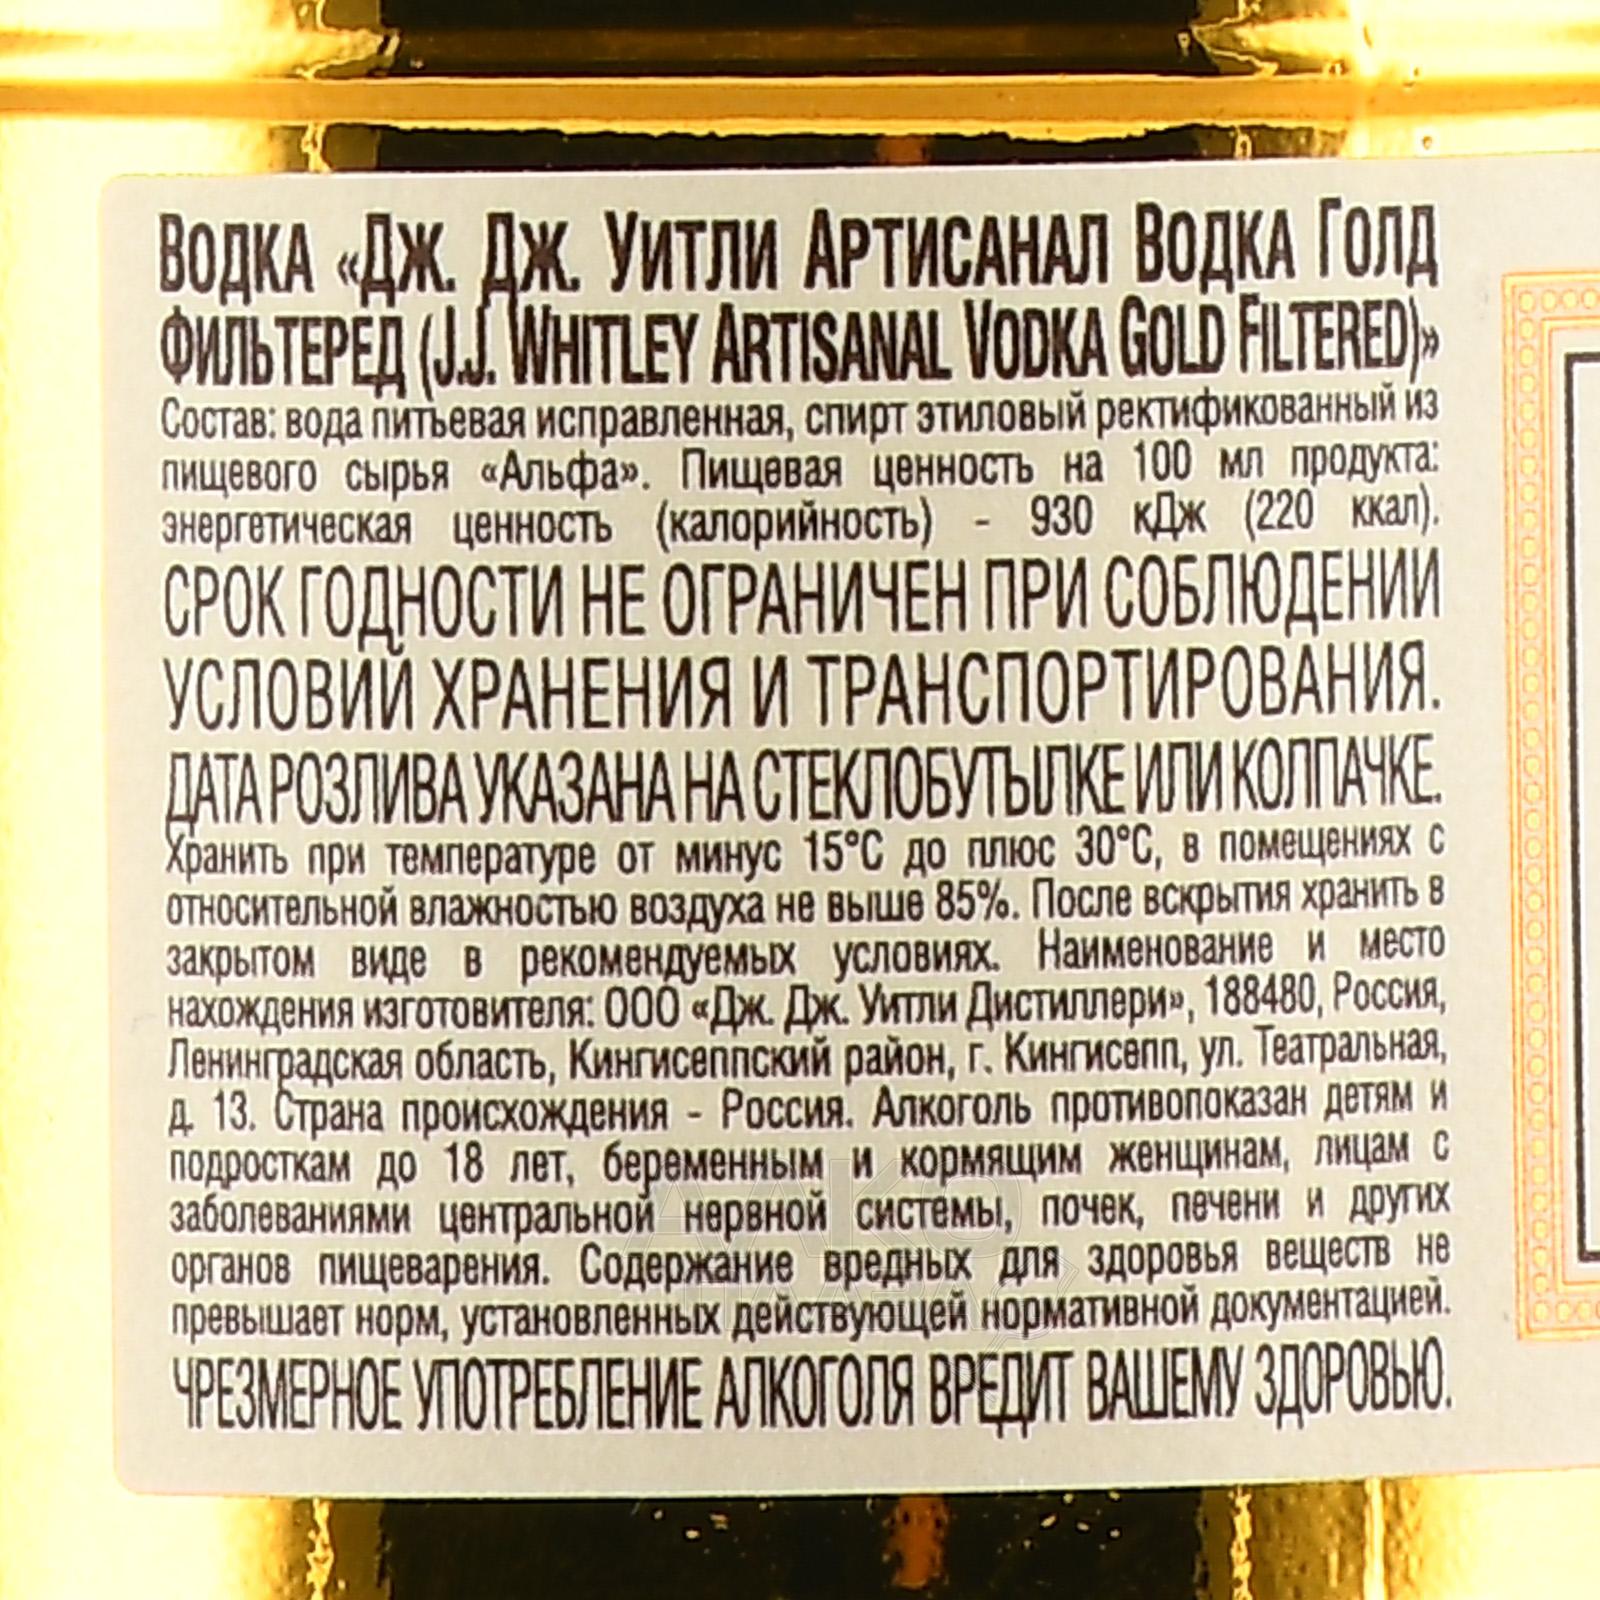 Водка «Дж. Дж. Уитли Артисанал Водка Голд
Фильтеред (J.J. Whitley Artisanal Vodka Gold Filtered)»
Состав: вода питьевая исправленная, спирт этиловый ректификованный из
пищевого сырья «Альфа». Пищевая ценность на 100 мл продукта:
энергетическая ценность (калорийность) - 930 кДж (220 ккал).
СРОК ГОДНОСТИ НЕ ОГРАНИЧЕН ПРИ СОБЛЮДЕНИИ
УСЛОВИЙ ХРАНЕНИЯ И ТРАНСПОРТИРОВАНИЯ.
ДАТА РОЗЛИВА УКАЗАНА НА СТЕКЛОБУТЫЛКЕ ИЛИ КОЛПАЧКЕ.
Хранить при температуре от минус 15°С до плюс 30°С, в помещениях с
относительной влажностью воздуха не выше 85%. После вскрытия хранить в
закрытом виде в рекомендуемых условиях. Наименование и место
нахождения изготовителя: ООО «Дж. Дж. Уитли Дистиллери», 188480, Россия,
Ленинградская область, Кингисеппский район, г. Кингисепп, ул. Театральная,
д. 13. Страна происхождения - Россия. Алкоголь противопоказан детям и
подросткам до 18 лет, беременным и кормящим женщинам, лицам с
заболеваниями центральной нервной системы, почек, печени и других
органов пищеварения. Содержание вредных для здоровья веществ не
превышает норм, установленных действующей нормативной документацией.
ЧРЕЗМЕРНОЕ УПОТРЕБЛЕНИЕ АЛКОГОЛЯ ВРЕДИТ ВАШЕМУ ЗДОРОВЬЮ.